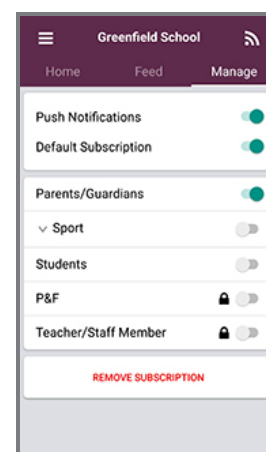 Greenfield School
Home Feed Manage
Push Notifications
Default Subscription
Parents/Guardians
Sport
Students
P&F
Teacher/Staff Member
REMOVE SUBSCRIPTION